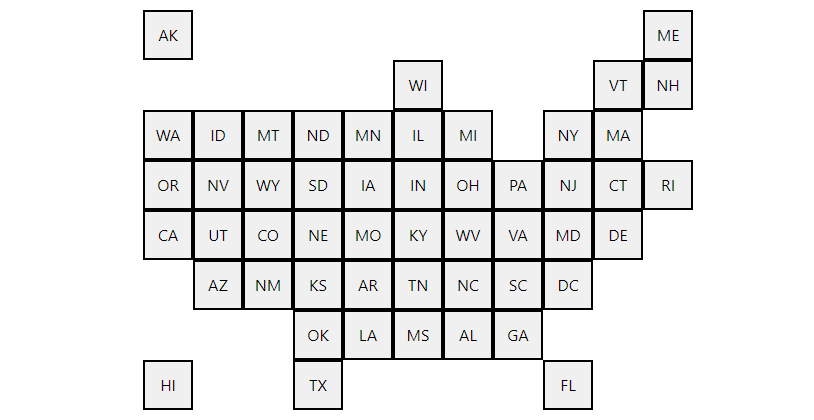 AK ME
WI VT NH
WA ID MT ND MN IL MI NY MA
OR NV WY SD IA IN OH PA NJ CT RI
CA UT CO NE MO KY WV VA MD DE
AZ NM KS AR TN NC SC DC
OK LA MS AL GA
HI TX FL